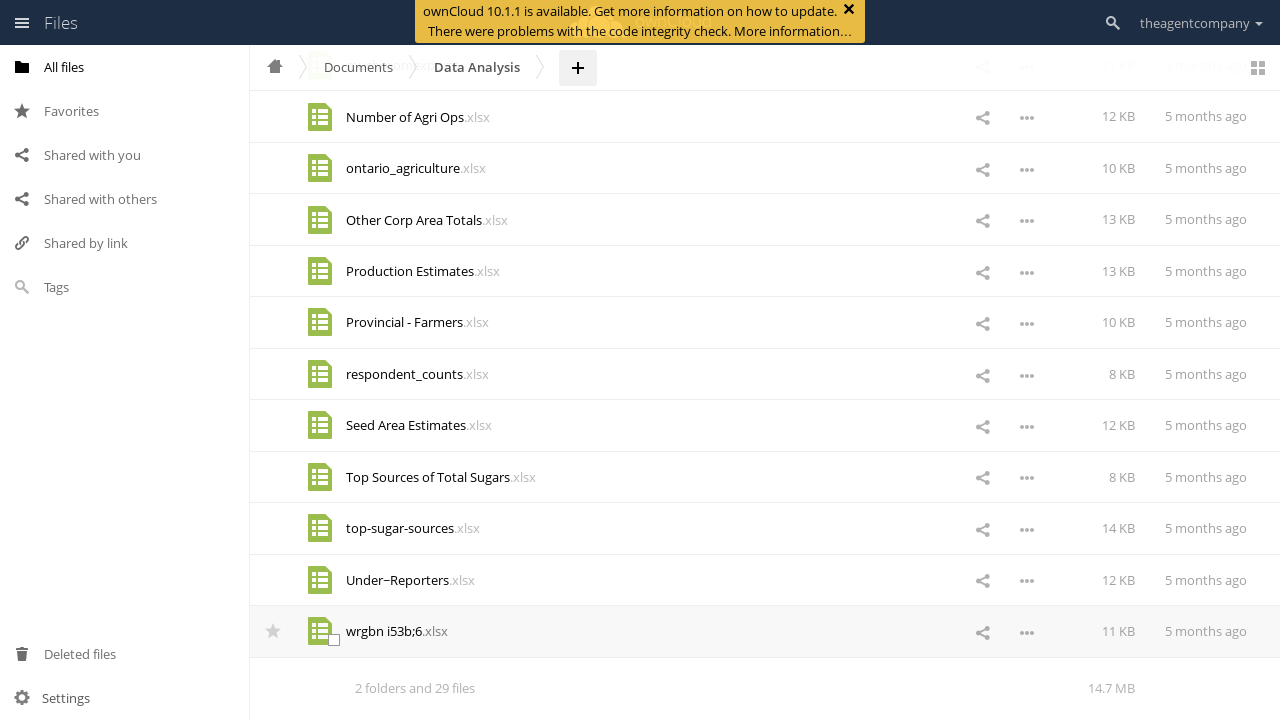 Files
ownCloud 10.1.1 is available. Get more information on how to update.
There were problems with the code integrity check. More information…
theagentcompany
All files
Favorites
Shared with you
Shared with others
Shared by link
Tags
Deleted files
Settings
Documents
Data Analysis
Number of Agri Ops.xlsx 12 KB 5 months ago
ontario_agriculture.xlsx 10 KB 5 months ago
Other Corp Area Totals.xlsx 13 KB 5 months ago
Production Estimates.xlsx 13 KB 5 months ago
Provincial - Farmers.xlsx 10 KB 5 months ago
respondent_counts.xlsx 8 KB 5 months ago
Seed Area Estimates.xlsx 12 KB 5 months ago
Top Sources of Total Sugars.xlsx 8 KB 5 months ago
top-sugar-sources.xlsx 14 KB 5 months ago
Under~Reporters.xlsx 12 KB 5 months ago
wrgbn i53b;6.xlsx 11 KB 5 months ago
2 folders and 29 files 14.7 MB